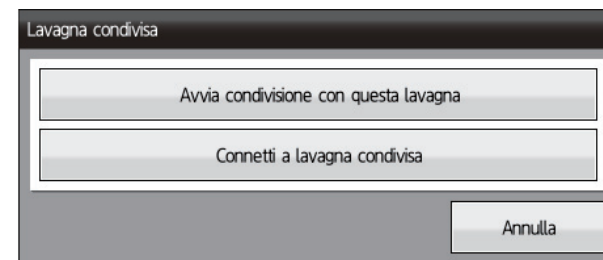 Lavagna condivisa
Avvia condivisione con questa lavagna
Connetti a lavagna condivisa
Annulla